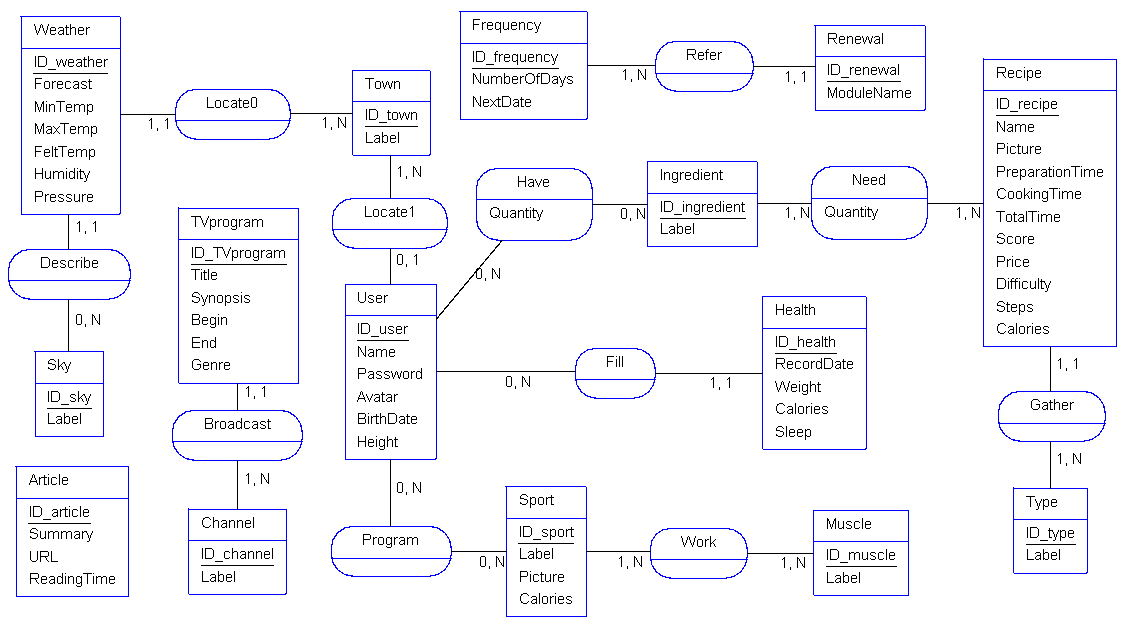 Weather
ID_weather
Forecast
MinTemp
MaxTemp
FeltTemp
Humidity
Pressure
1, 1
Locate0
1, N
Town
ID_town
Label
1, N
Locate1
0, 1
Frequency
ID_frequency
NumberOfDays
NextDate
1, N
Refer
1, 1
Renewal
ID_renewal
ModuleName
Recipe
ID_recipe
Name
Picture
PreparationTime
CookingTime
TotalTime
Score
Price
Difficulty
Steps
Calories
Have
Quantity
0, N
0, N
Ingredient
ID_ingredient
Label
1, N
Need
Quantity
1, N
1, 1
Describe
0, N
Sky
ID_sky
Label
TVprogram
ID_TVprogram
Title
Synopsis
Begin
End
Genre
1, 1
Broadcast
1, N
Channel
ID_channel
Label
User
ID_user
Name
Password
Avatar
BirthDate
Height
0, N
Fill
1, 1
Health
ID_health
RecordDate
Weight
Calories
Sleep
1, 1
Gather
1, N
Type
ID_type
Label
Article
ID_article
Summary
URL
ReadingTime
0, N
Program
0, N
Sport
ID_sport
Label
Picture
Calories
1, N
Work
1, N
Muscle
ID_muscle
Label